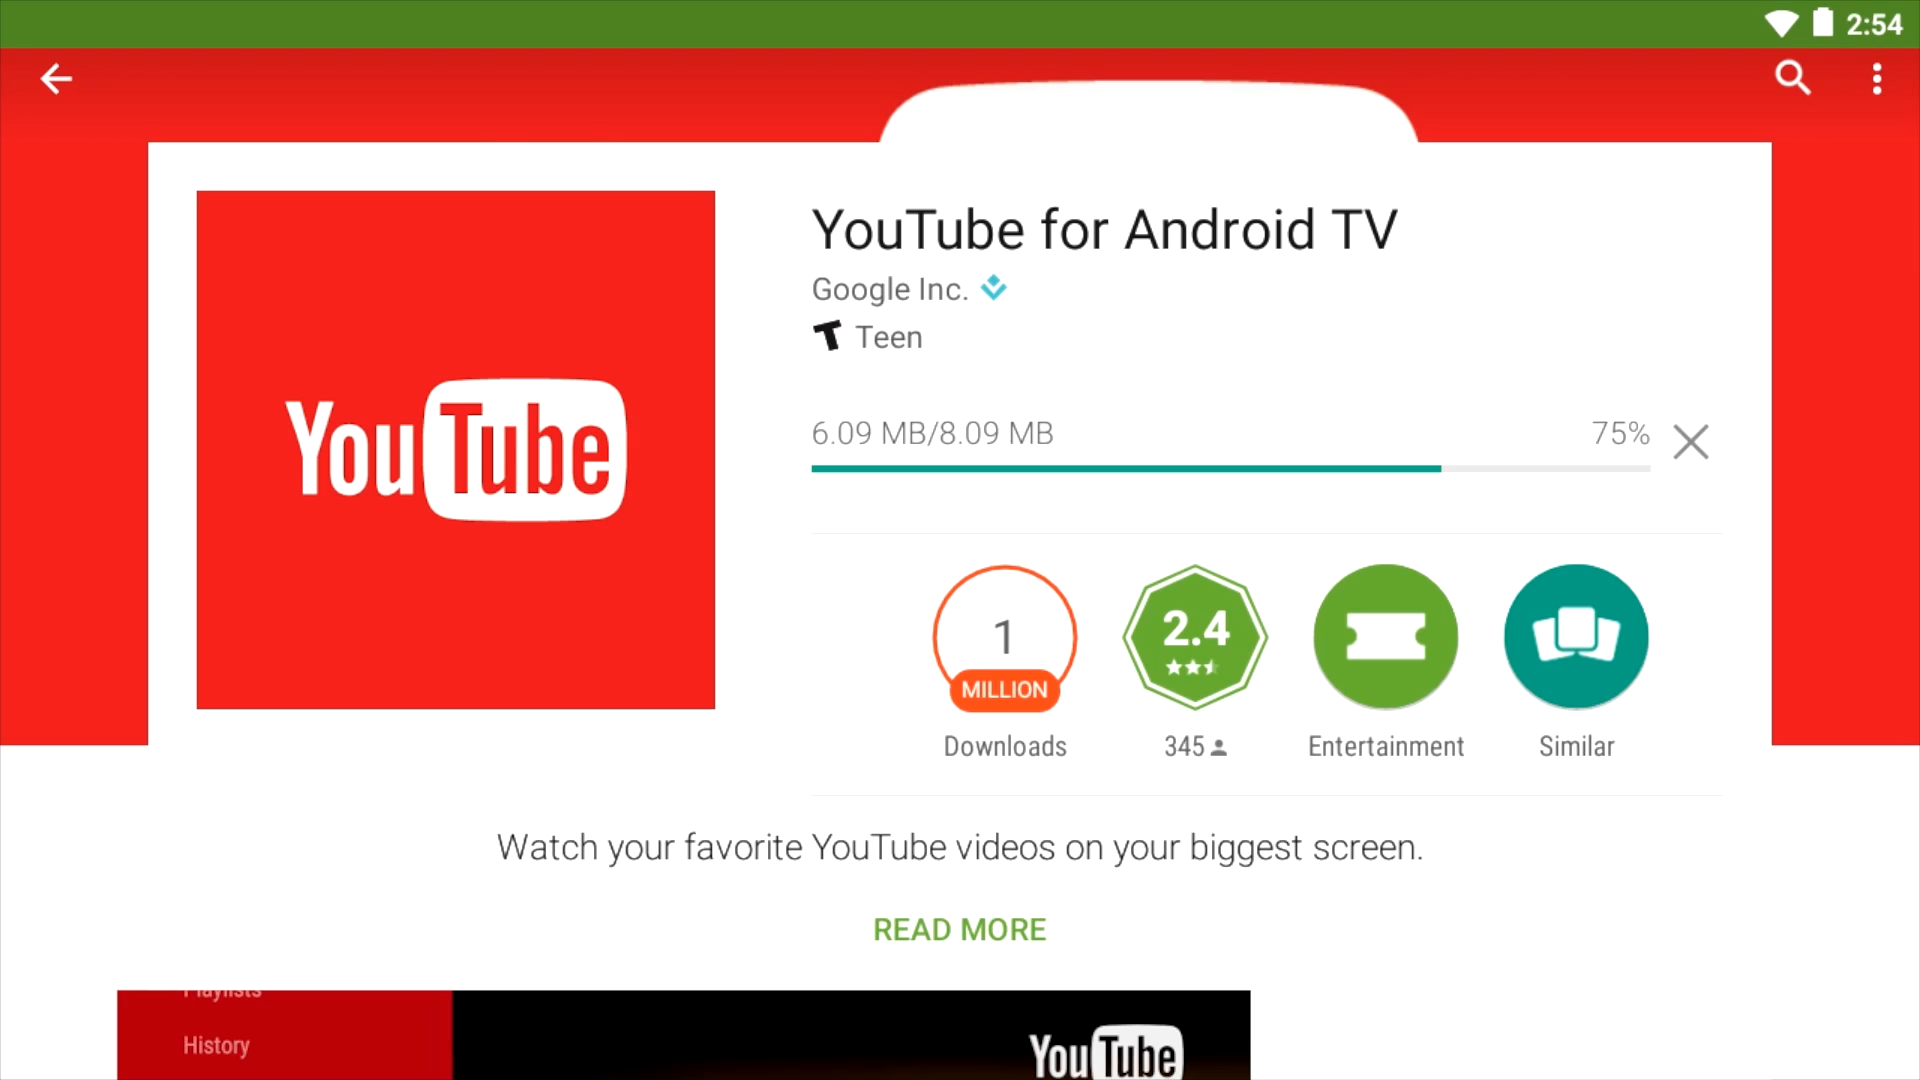 2:54
YouTube for Android TV
Google Inc.
Teen
YouTube
6.09 MB/8.09 MB 75%
1
MILLION
2.4
Downloads 345 Entertainment Similar
Watch your favorite YouTube videos on your biggest screen.
READ MORE
Playlists
History
YouTube